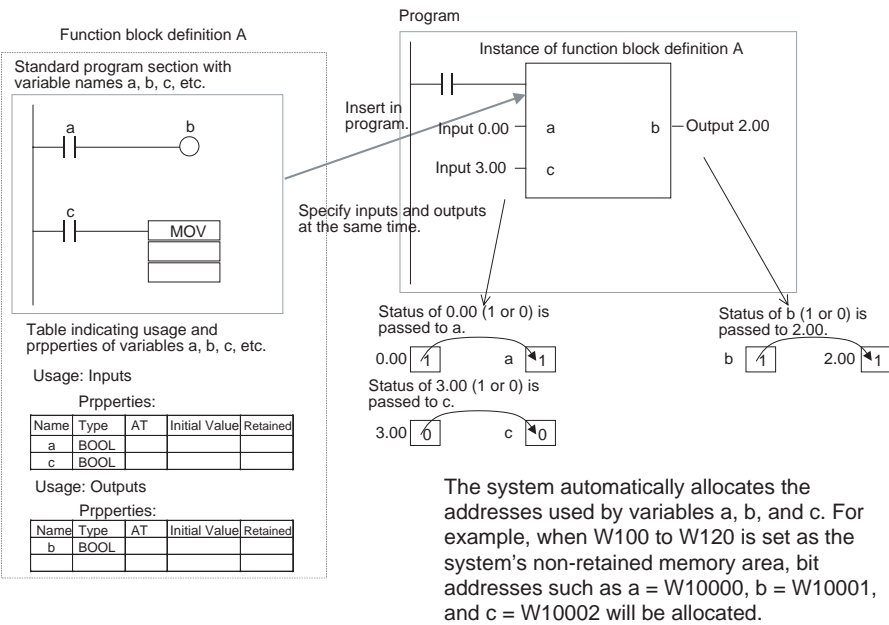 Function block definition A
Standard program section with
variable names a, b, c, etc.
a
b
c
MOV
Table indicating usage and
prpperties of variables a, b, c, etc.
Usage: Inputs
Prpperties:
Name Type AT Initial Value Retained
a BOOL
c BOOL
Usage: Outputs
Prpperties:
Name Type AT Initial Value Retained
b BOOL
Program
Instance of function block definition A
Insert in
program.
Input 0.00 a b Output 2.00
Input 3.00 c
Specify inputs and outputs
at the same time.
Status of 0.00 (1 or 0) is
passed to a.
0.00 1 a 1
Status of 3.00 (1 or 0) is
passed to c.
3.00 0 c 0
Status of b (1 or 0) is
passed to 2.00.
b 1 2.00 1
The system automatically allocates the
addresses used by variables a, b, and c. For
example, when W100 to W120 is set as the
system's non-retained memory area, bit
addresses such as a = W10000, b = W10001,
and c = W10002 will be allocated.